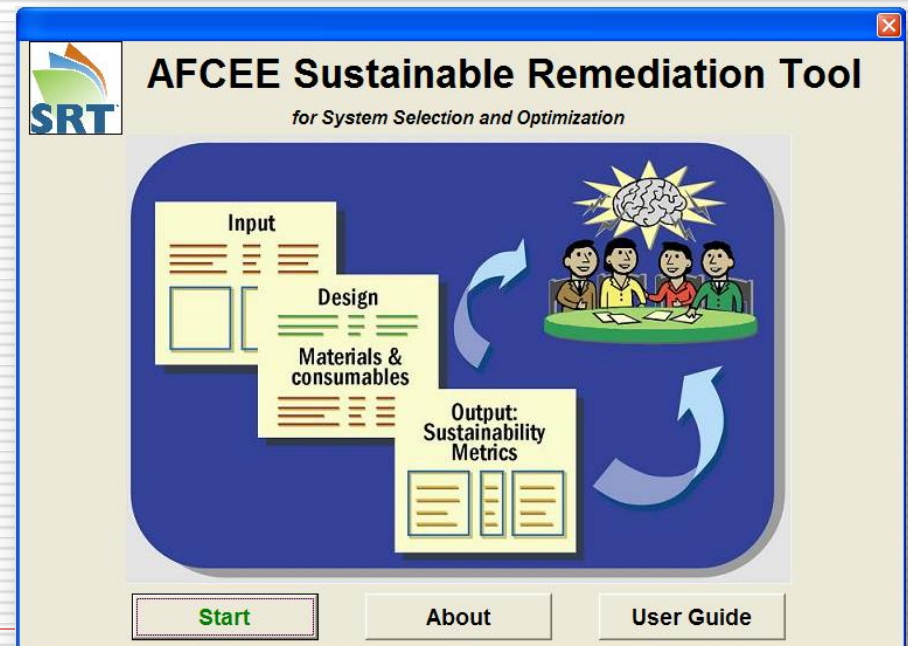 SRT
AFCEE Sustainable Remediation Tool
for System Selection and Optimization
Input
Design
Materials &
consumables
Output:
Sustainability
Metrics
Start
About
User Guide